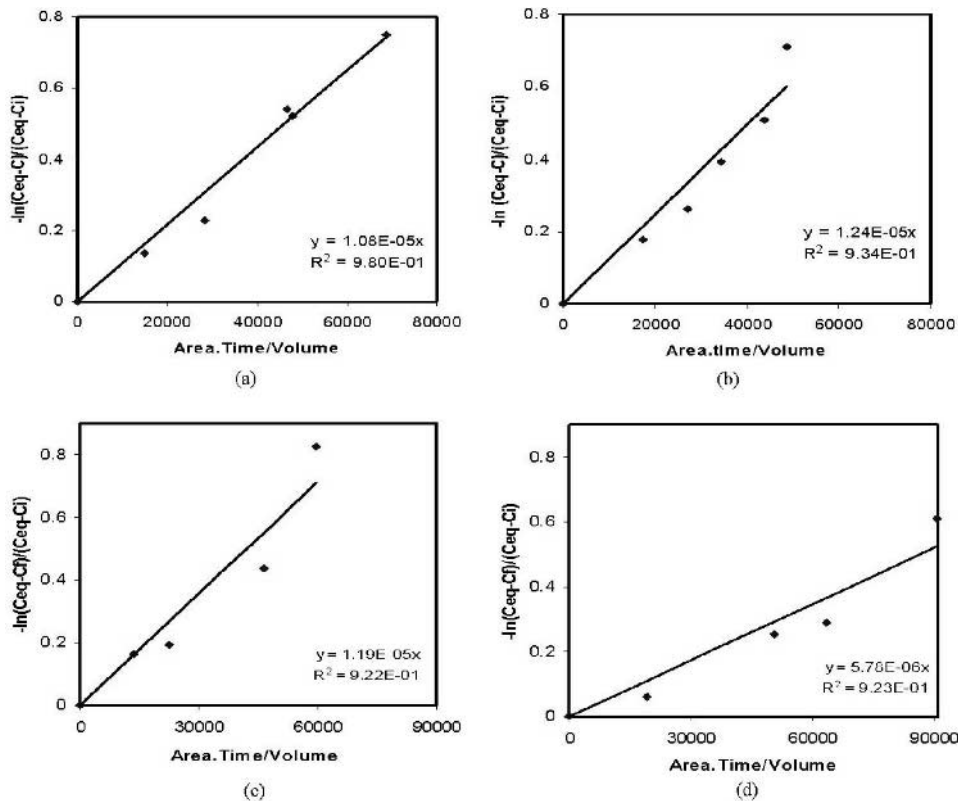 -ln(Ceq-C)/(Ceq-Ci)
0.8
0.6
0.4
0.2
0
y = 1.08E-05x
R² = 9.80E-01
0 20000 40000 60000 80000
Area.Time/Volume
(a)
-ln (Ceq-C)/(Ceq-Ci)
0.8
0.6
0.4
0.2
0
y = 1.24E-05x
R² = 9.34E-01
0 20000 40000 60000 80000
Area.time/Volume
(b)
-ln(Ceq-Cf)/(Ceq-Ci)
0.8
0.6
0.4
0.2
0
y = 1.19E 05x
R² = 9.22E-01
0 30000 60000 90000
Area.Time/Volume
(c)
-ln(Ceq-Cf)/(Ceq-Ci)
0.8
0.6
0.4
0.2
0
y = 5.78E-06x
R² = 9.23E-01
0 30000 60000 90000
Area.Time/Volume
(d)